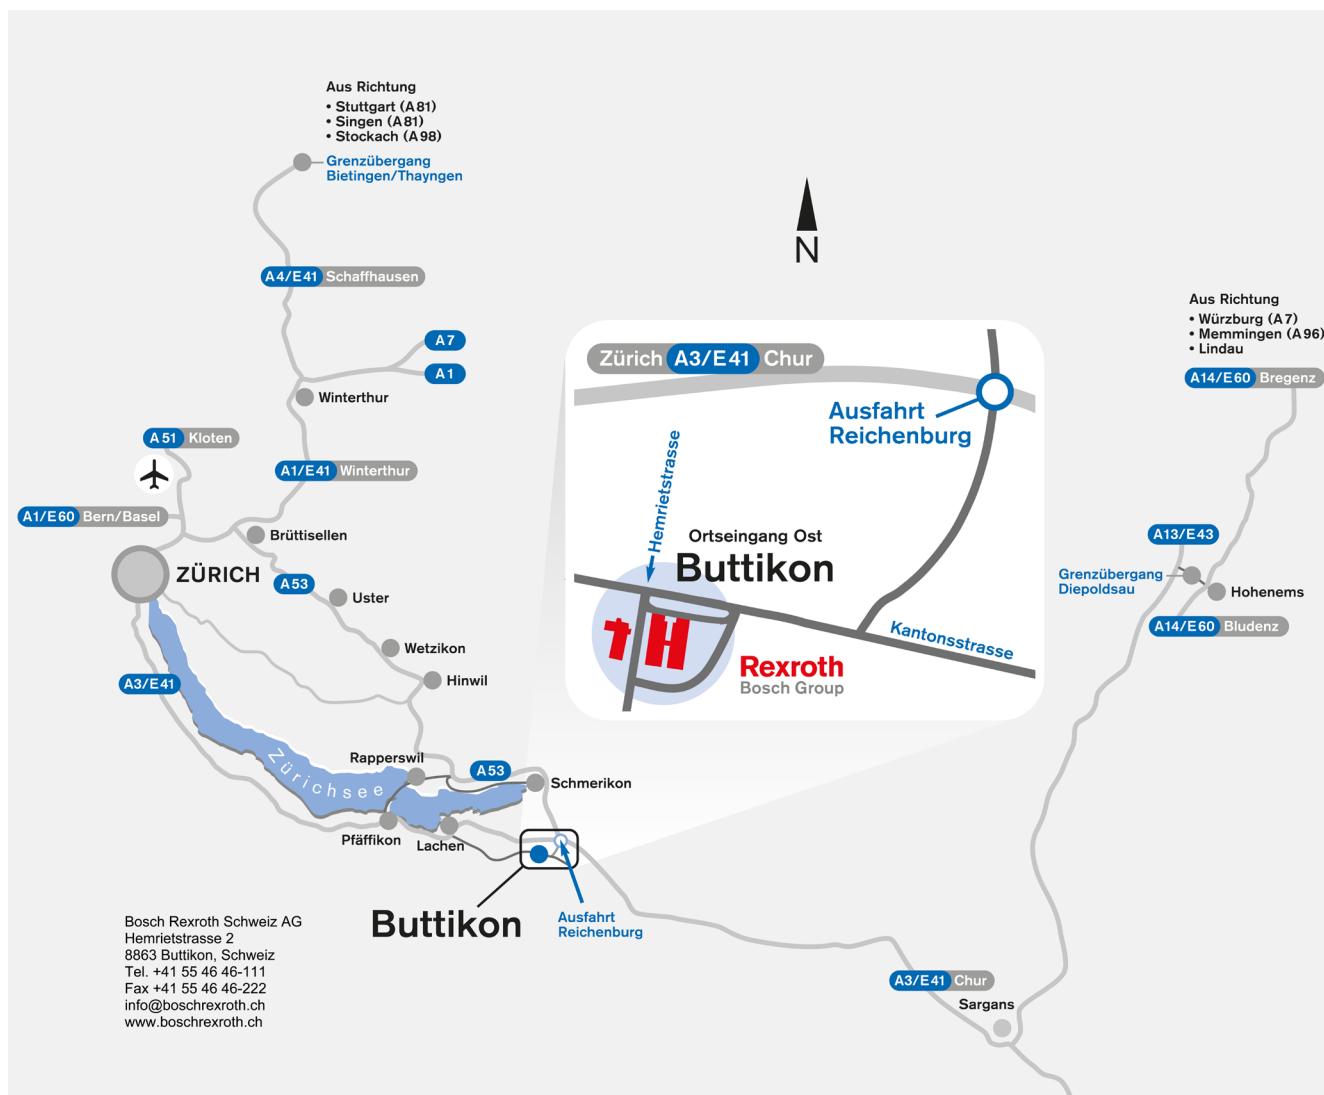 Aus Richtung
• Stuttgart (A81)
• Singen (A81)
• Stockach (A98)
Grenzübergang
Bietingen/Thayngen
A4/E41 Schaffhausen
A7
A1
Winterthur
A51 Kloten
A1/E41 Winterthur
A1/E60 Bern/Basel
Brüttisellen
ZÜRICH
A53
Uster
Wetzikon
Hinwil
A3/E41
Zürichsee
Rapperswil
A53
Schmerikon
Pfäffikon
Lachen
Buttikon
Ausfahrt
Reichenburg
N
Zürich A3/E41 Chur
Ausfahrt
Reichenburg
Hemrietstrasse
Ortseingang Ost
Buttikon
Kantonsstrasse
Rexroth
Bosch Group
Aus Richtung
• Würzburg (A7)
• Memmingen (A96)
• Lindau
A14/E60 Bregenz
A13/E43
Grenzübergang
Diepoldsau
Hohenems
A14/E60 Bludenz
A3/E41 Chur
Sargans
Bosch Rexroth Schweiz AG
Hemrietstrasse 2
8863 Buttikon, Schweiz
Tel. +41 55 46 46-111
Fax +41 55 46 46-222
info@boschrexroth.ch
www.boschrexroth.ch